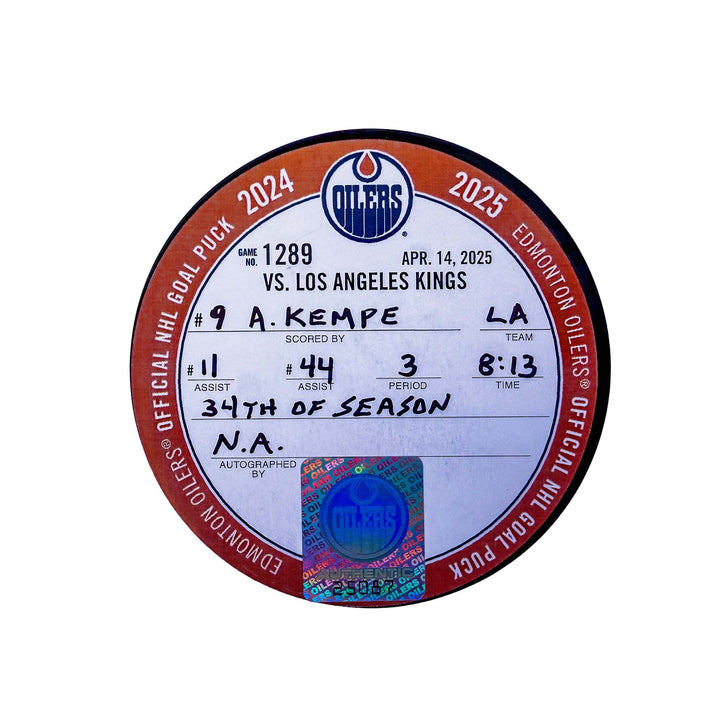 2024
2025
OILERS
EDMONTON OILERS® OFFICIAL NHL GOAL PUCK
EDMONTON OILERS® OFFICIAL NHL GOAL PUCK
GAME NO. 1289
APR. 14, 2025
VS. LOS ANGELES KINGS
#9 A. KEMPE LA
SCORED BY TEAM
#11 #44 3 8:13
ASSIST ASSIST PERIOD TIME
34TH OF SEASON
N.A.
AUTOGRAPHED BY
OILERS
AUTHENTIC
25087